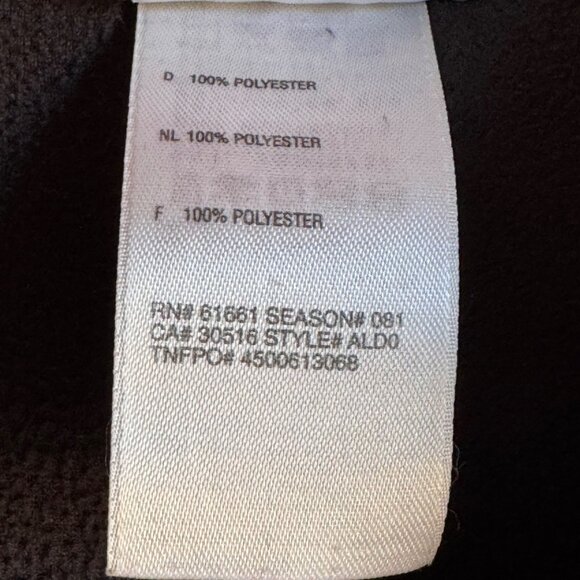 D 100% POLYESTER
NL 100% POLYESTER
F 100% POLYESTER
RN# 61661 SEASON# 081
CA# 30516 STYLE# ALD0
TNFPO# 4500613068